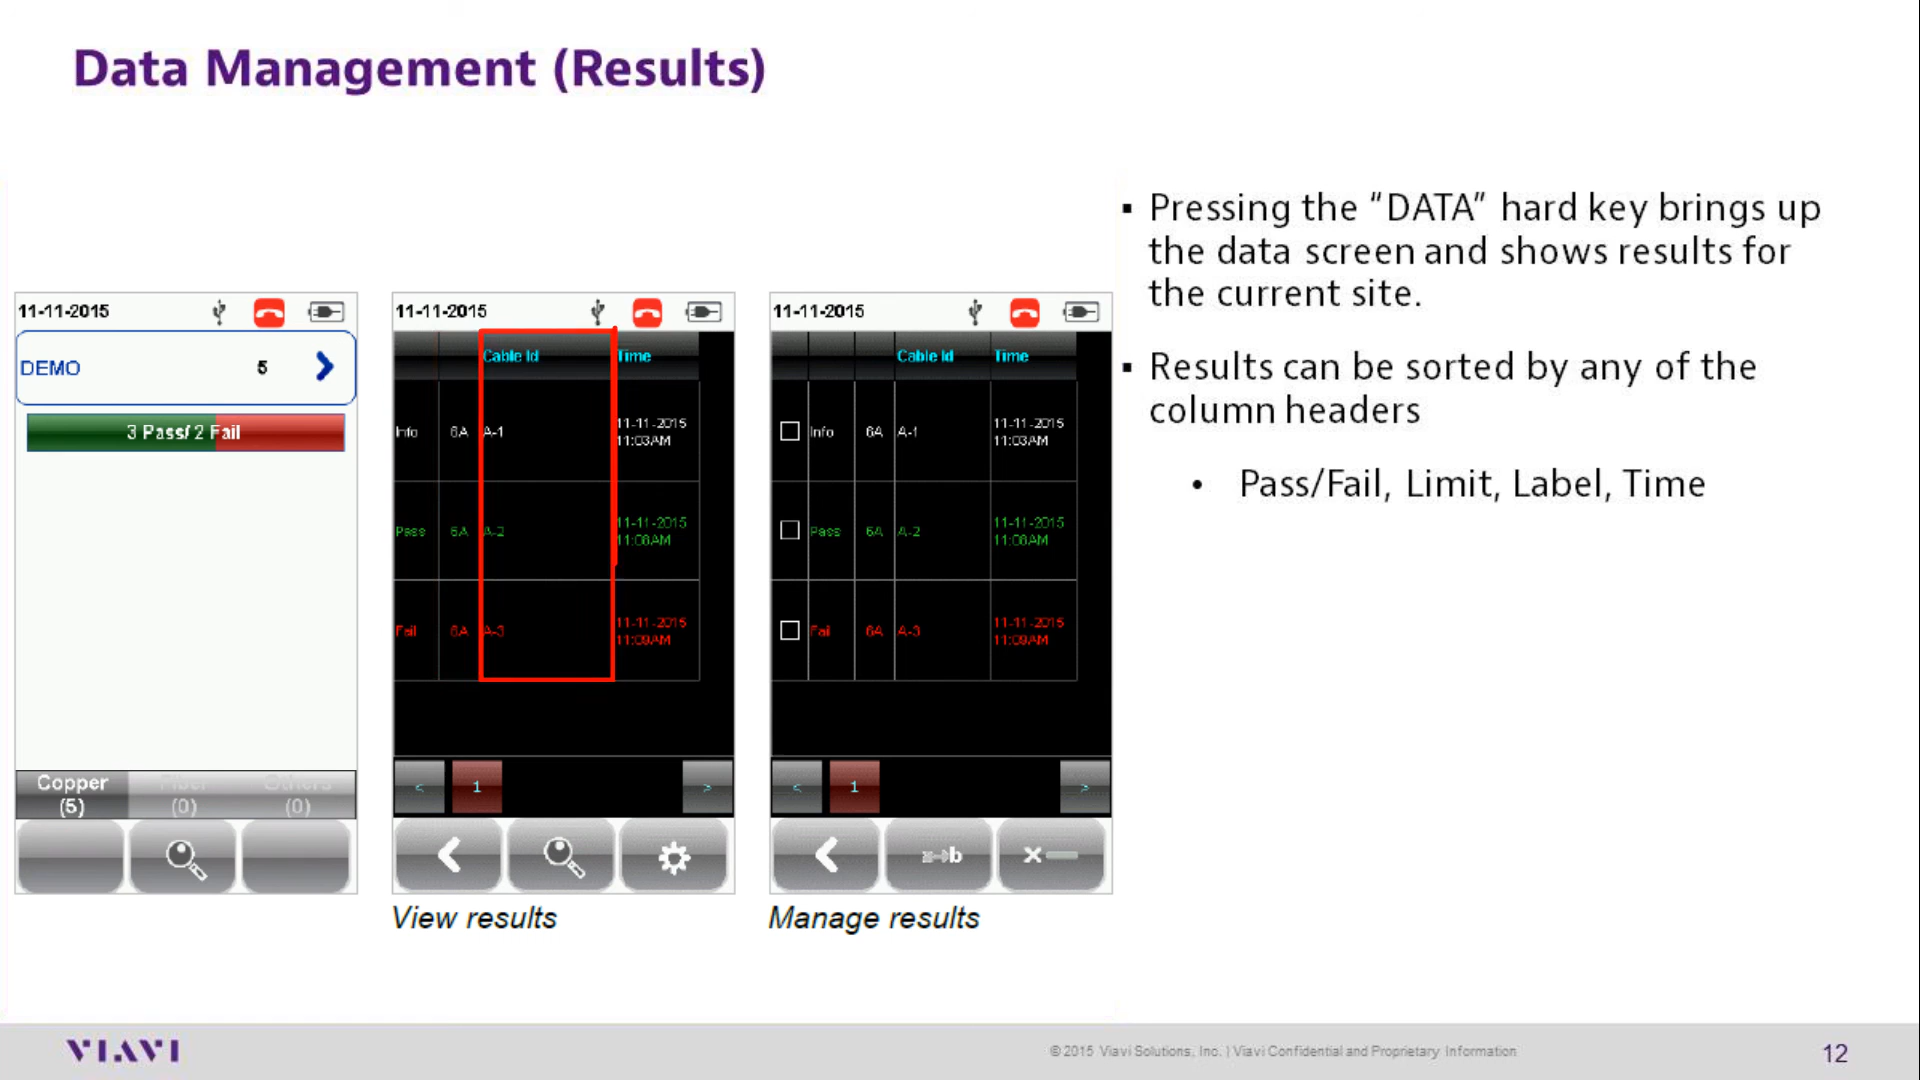 Data Management (Results)
11-11-2015
DEMO 5
3 Pass/ 2 Fail
Copper (0) (0)
(5)
11-11-2015
Cable Id Time
Info 6A A-1 11-11-2015
11:03AM
Pass 6A A-2 11-11-2015
11:08AM
Fail 6A A-3 11-11-2015
11:09AM
< 1 >
View results
11-11-2015
Cable Id Time
Info 6A A-1 11-11-2015
11:03AM
Pass 6A A-2 11-11-2015
11:08AM
Fail 6A A-3 11-11-2015
11:09AM
< 1 >
Manage results
▪ Pressing the “DATA” hard key brings up
the data screen and shows results for
the current site.
▪ Results can be sorted by any of the
column headers
• Pass/Fail, Limit, Label, Time
VIAVI
© 2015 Viavi Solutions, Inc. | Viavi Confidential and Proprietary Information
12